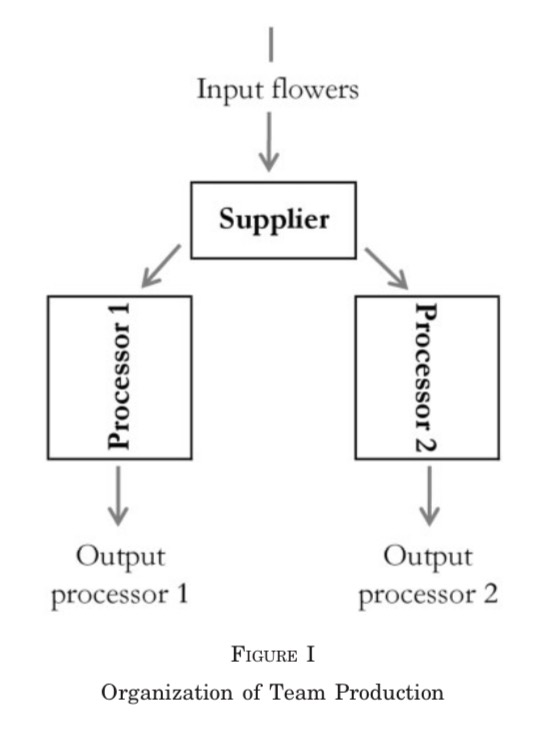 Input flowers
Supplier
Processor 1
Processor 2
Output
processor 1
Output
processor 2
FIGURE I
Organization of Team Production